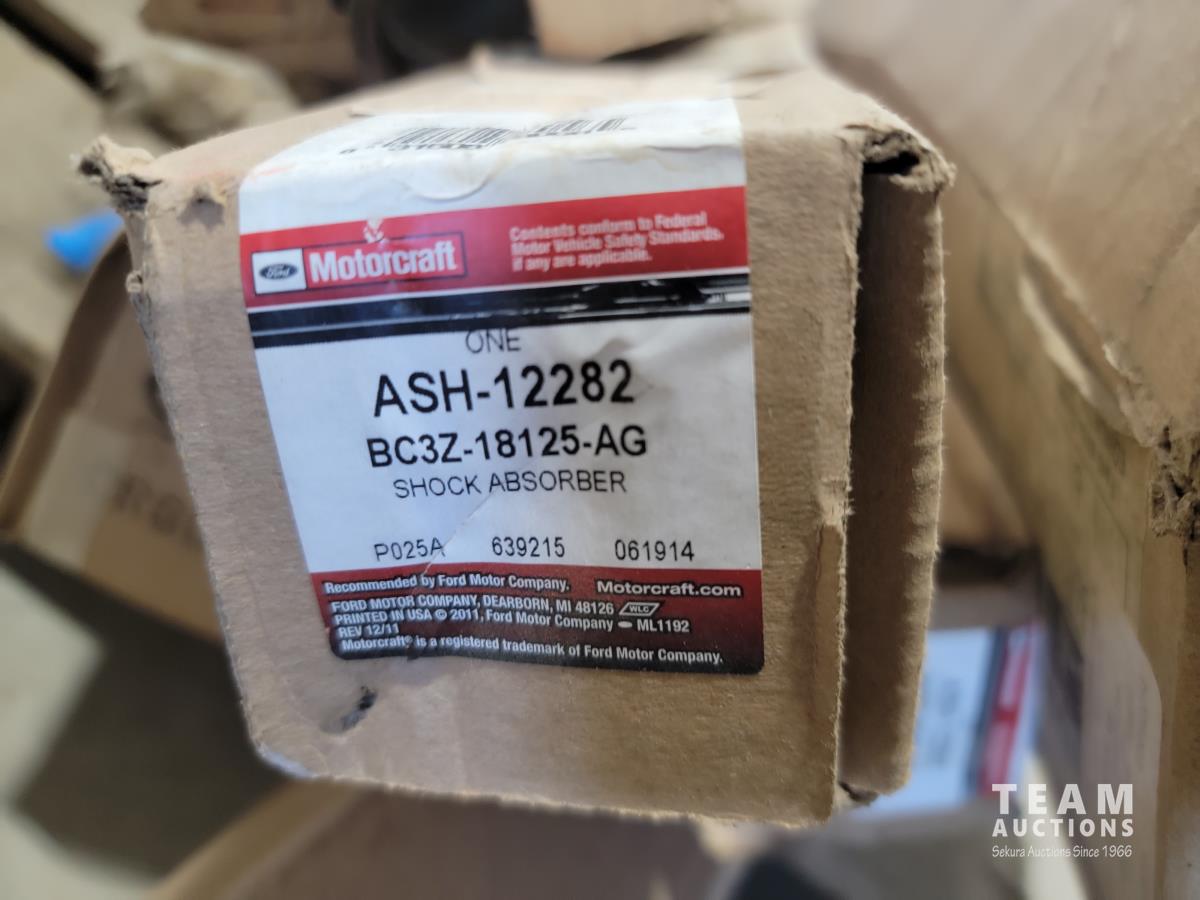 Ford
Motorcraft
Contents conform to Federal
Motor Vehicle Safety Standards,
if any are applicable.
ONE
ASH-12282
BC3Z-18125-AG
SHOCK ABSORBER
P025A 639215 061914
Recommended by Ford Motor Company. Motorcraft.com
FORD MOTOR COMPANY, DEARBORN, MI 48126 WLC
PRINTED IN USA © 2011, Ford Motor Company ML1192
REV 12/11
Motorcraft® is a registered trademark of Ford Motor Company.
TEAM
AUCTIONS
Sekura Auctions Since 1966